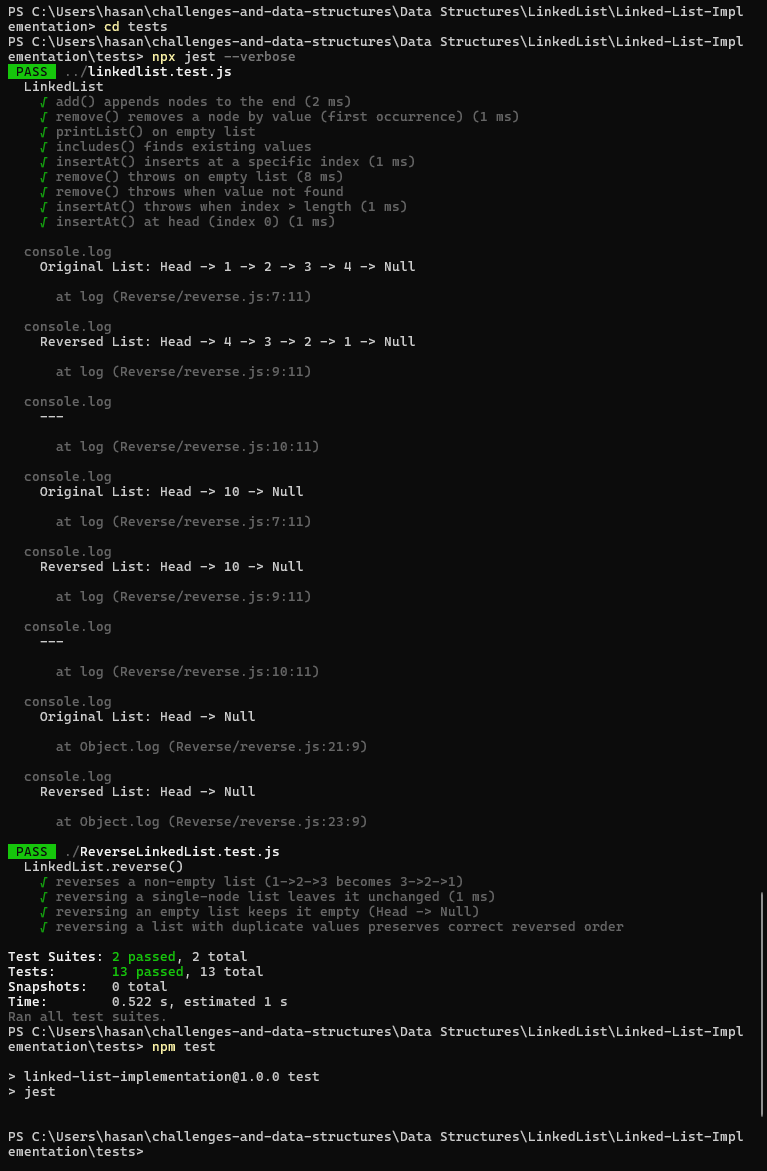 PS C:\Users\hasan\challenges-and-data-structures\Data Structures\LinkedList\Linked-List-Impl
ementation> cd tests
PS C:\Users\hasan\challenges-and-data-structures\Data Structures\LinkedList\Linked-List-Impl
ementation\tests> npx jest --verbose
PASS ../linkedlist.test.js
LinkedList
√ add() appends nodes to the end (2 ms)
√ remove() removes a node by value (first occurrence) (1 ms)
√ printList() on empty list
√ includes() finds existing values
√ insertAt() inserts at a specific index (1 ms)
√ remove() throws on empty list (8 ms)
√ remove() throws when value not found
√ insertAt() throws when index > length (1 ms)
√ insertAt() at head (index 0) (1 ms)
console.log
Original List: Head -> 1 -> 2 -> 3 -> 4 -> Null
at log (Reverse/reverse.js:7:11)
console.log
Reversed List: Head -> 4 -> 3 -> 2 -> 1 -> Null
at log (Reverse/reverse.js:9:11)
console.log
---
at log (Reverse/reverse.js:10:11)
console.log
Original List: Head -> 10 -> Null
at log (Reverse/reverse.js:7:11)
console.log
Reversed List: Head -> 10 -> Null
at log (Reverse/reverse.js:9:11)
console.log
---
at log (Reverse/reverse.js:10:11)
console.log
Original List: Head -> Null
at Object.log (Reverse/reverse.js:21:9)
console.log
Reversed List: Head -> Null
at Object.log (Reverse/reverse.js:23:9)
PASS ./ReverseLinkedList.test.js
LinkedList.reverse()
√ reverses a non-empty list (1->2->3 becomes 3->2->1)
√ reversing a single-node list leaves it unchanged (1 ms)
√ reversing an empty list keeps it empty (Head -> Null)
√ reversing a list with duplicate values preserves correct reversed order
Test Suites: 2 passed, 2 total
Tests: 13 passed, 13 total
Snapshots: 0 total
Time: 0.522 s, estimated 1 s
Ran all test suites.
PS C:\Users\hasan\challenges-and-data-structures\Data Structures\LinkedList\Linked-List-Impl
ementation\tests> npm test
> linked-list-implementation@1.0.0 test
> jest
PS C:\Users\hasan\challenges-and-data-structures\Data Structures\LinkedList\Linked-List-Impl
ementation\tests>